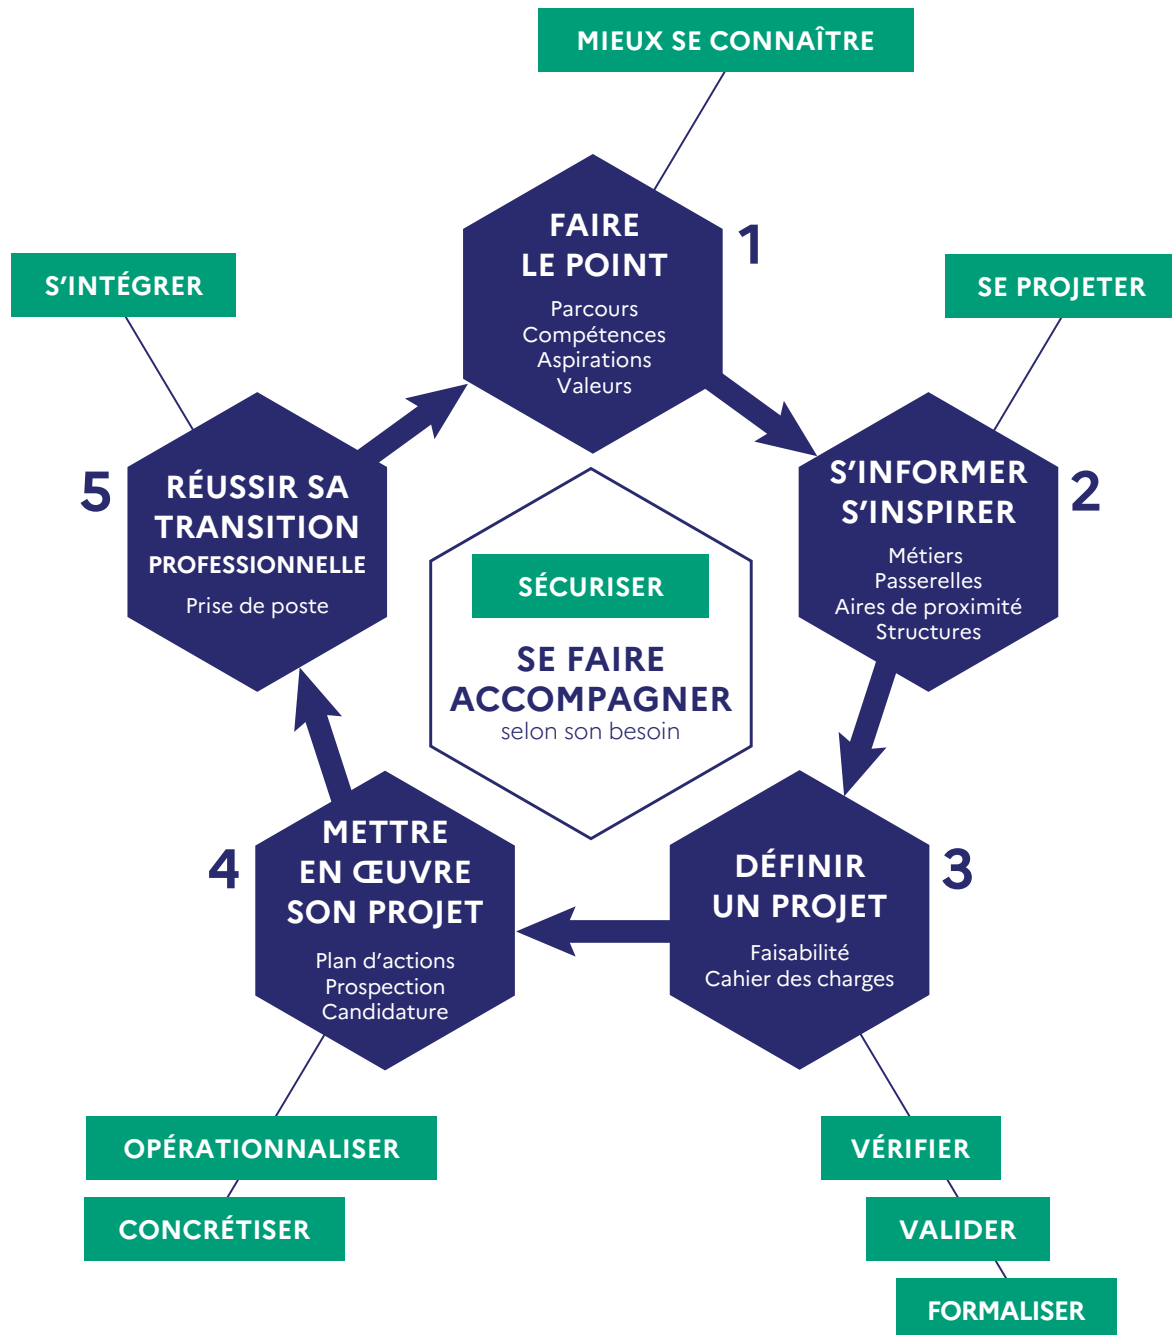 MIEUX SE CONNAÎTRE
FAIRE
LE POINT
Parcours
Compétences
Aspirations
Valeurs
1
SE PROJETER
S'INFORMER
S'INSPIRER
Métiers
Passerelles
Aires de proximité
Structures
2
DÉFINIR
UN PROJET
Faisabilité
Cahier des charges
3
VÉRIFIER
VALIDER
FORMALISER
METTRE
EN ŒUVRE
SON PROJET
Plan d'actions
Prospection
Candidature
4
OPÉRATIONNALISER
CONCRÉTISER
S'INTÉGRER
RÉUSSIR SA
TRANSITION
PROFESSIONNELLE
Prise de poste
5
SÉCURISER
SE FAIRE
ACCOMPAGNER
selon son besoin